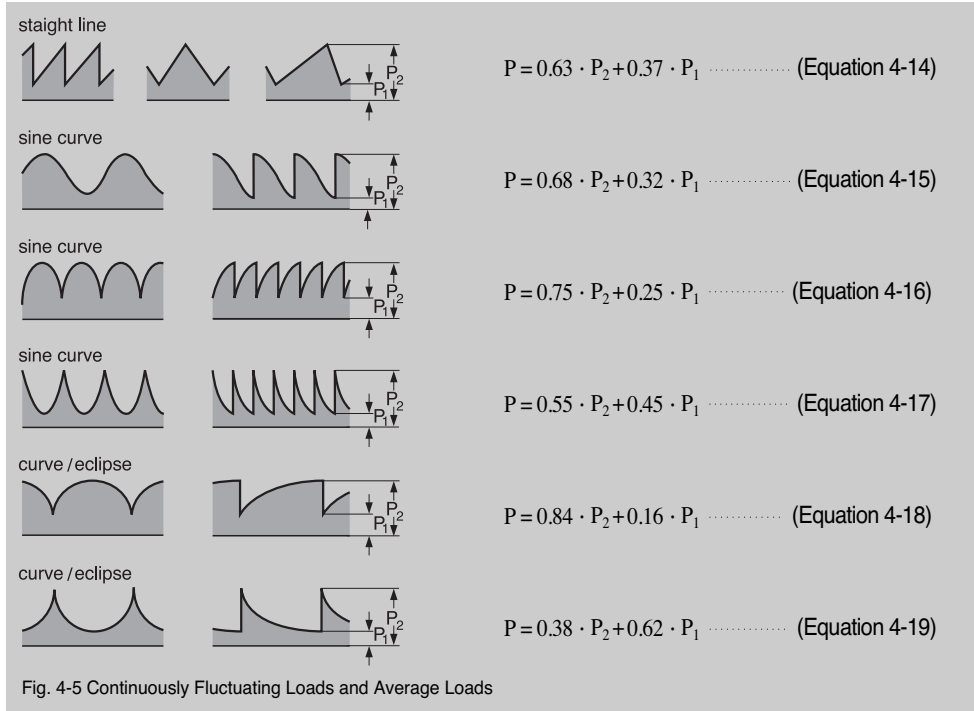 staight line
P₂
P₁
P = 0.63 · P₂ + 0.37 · P₁ ············ (Equation 4-14)
sine curve
P₂
P₁
P = 0.68 · P₂ + 0.32 · P₁ ············ (Equation 4-15)
sine curve
P₂
P₁
P = 0.75 · P₂ + 0.25 · P₁ ············ (Equation 4-16)
sine curve
P₂
P₁
P = 0.55 · P₂ + 0.45 · P₁ ············ (Equation 4-17)
curve / eclipse
P₂
P₁
P = 0.84 · P₂ + 0.16 · P₁ ············ (Equation 4-18)
curve / eclipse
P₂
P₁
P = 0.38 · P₂ + 0.62 · P₁ ············ (Equation 4-19)
Fig. 4-5 Continuously Fluctuating Loads and Average Loads